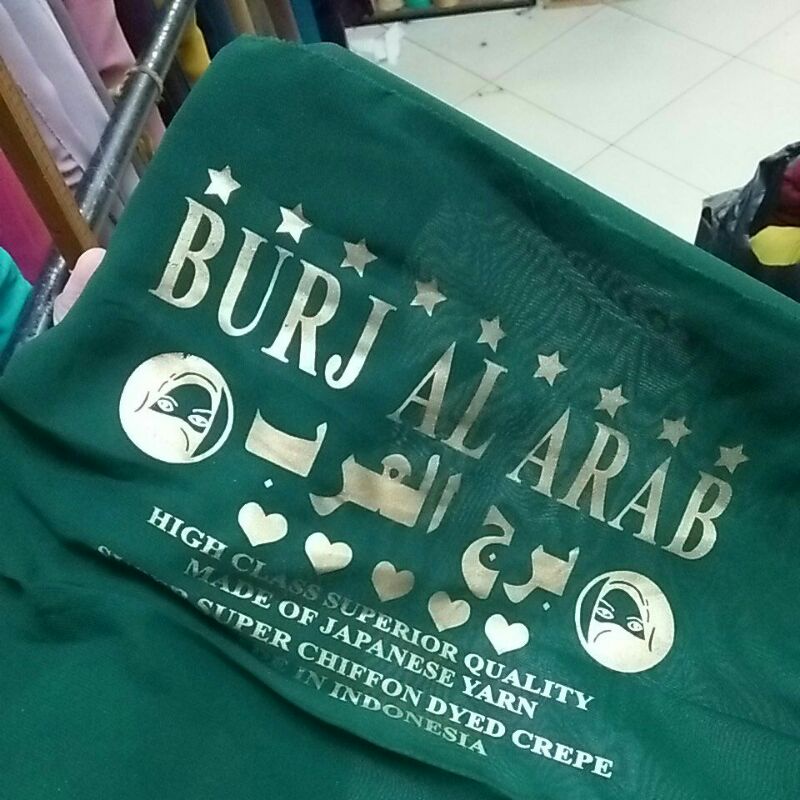 BURJ AL ARAB
برج العرب
HIGH CLASS SUPERIOR QUALITY
MADE OF JAPANESE YARN
SUPER CHIFFON DYED CREPE
IN INDONESIA